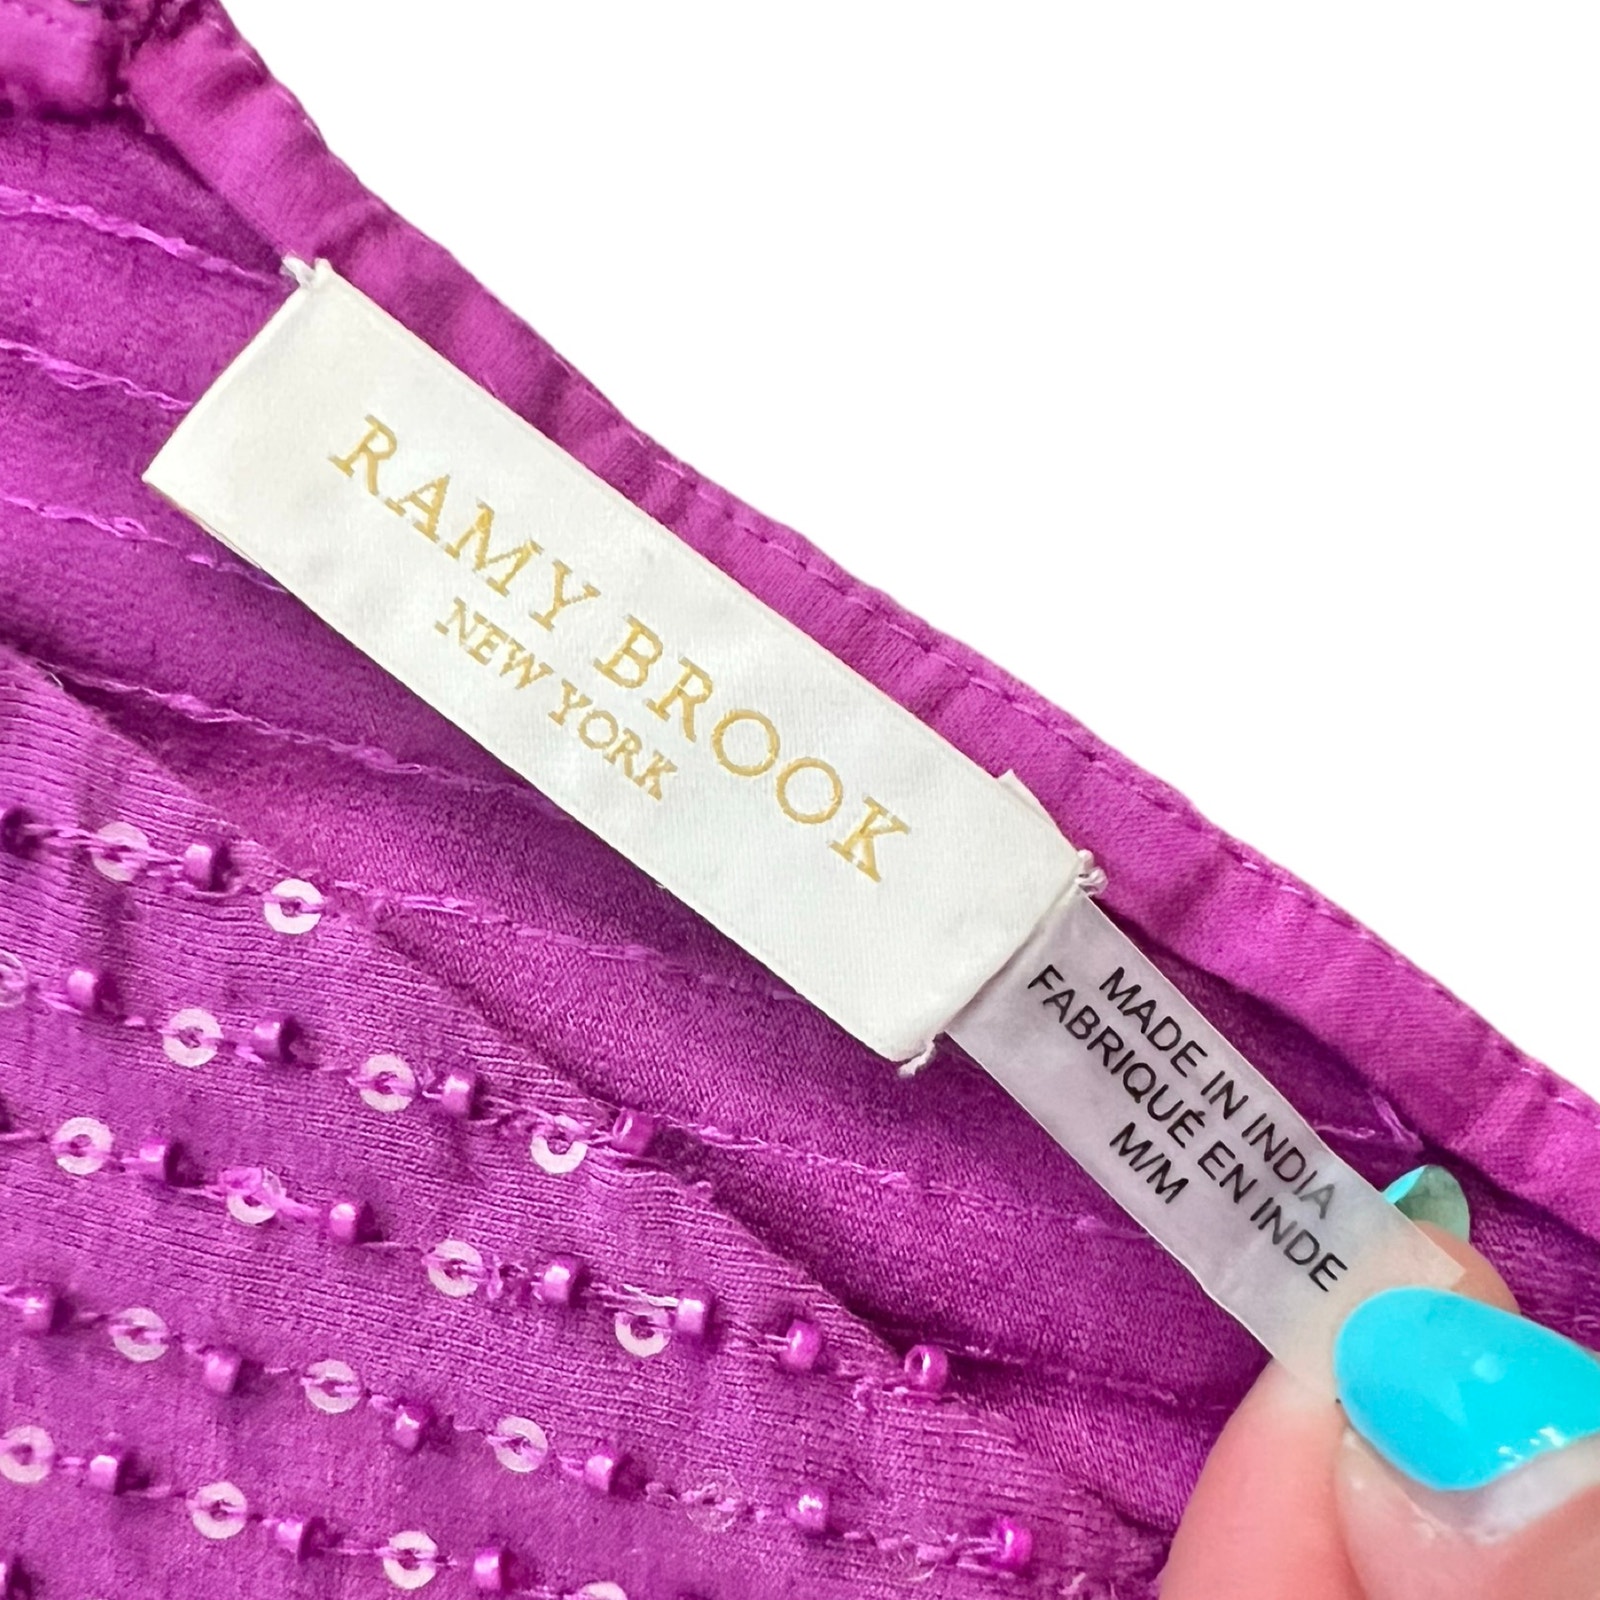 RAMY BROOK
NEW YORK
MADE IN INDIA
FABRIQUÉ EN INDE
M/M